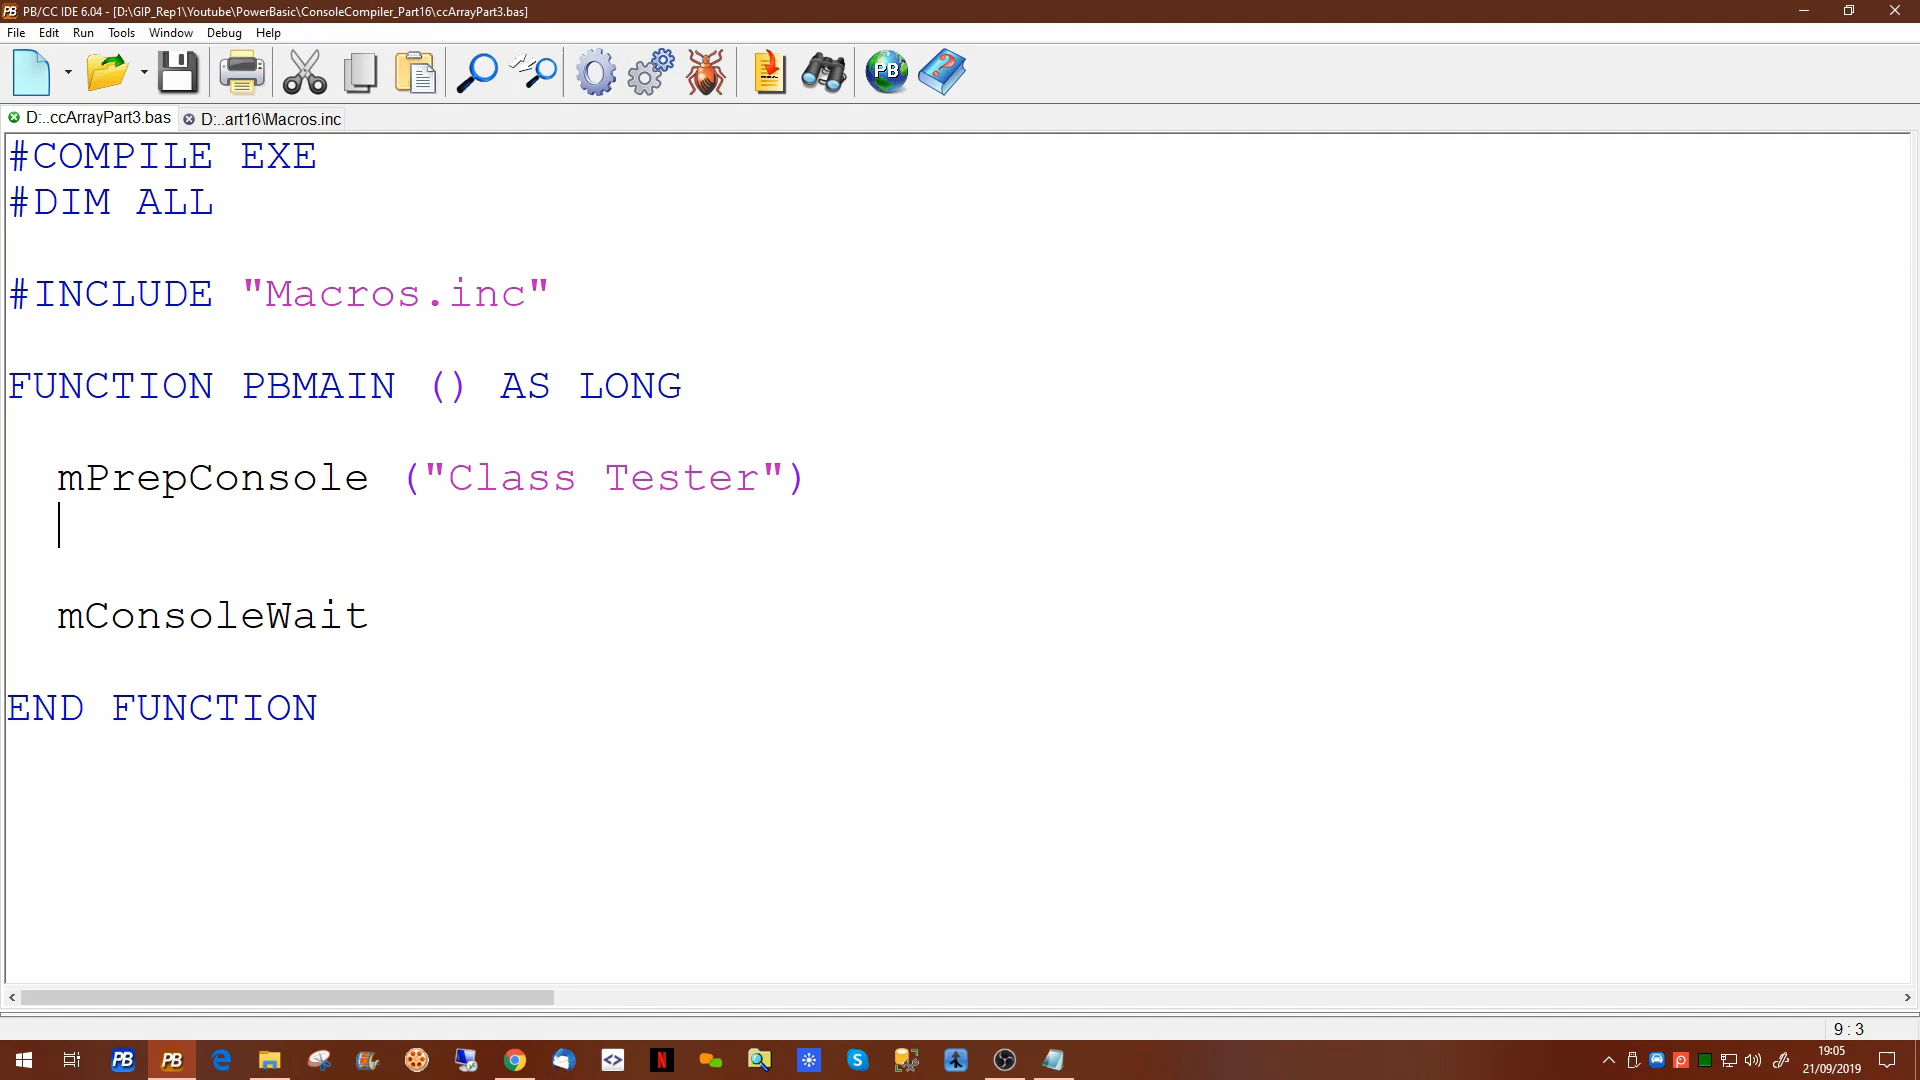 PB/CC IDE 6.04 - [D:\GIP_Rep1\Youtube\PowerBasic\ConsoleCompiler_Part16\ccArrayPart3.bas]
File Edit Run Tools Window Debug Help
D:..ccArrayPart3.bas D:..art16\Macros.inc
#COMPILE EXE
#DIM ALL
#INCLUDE "Macros.inc"
FUNCTION PBMAIN () AS LONG
mPrepConsole ("Class Tester")
mConsoleWait
END FUNCTION
9 : 3
19:05
21/09/2019